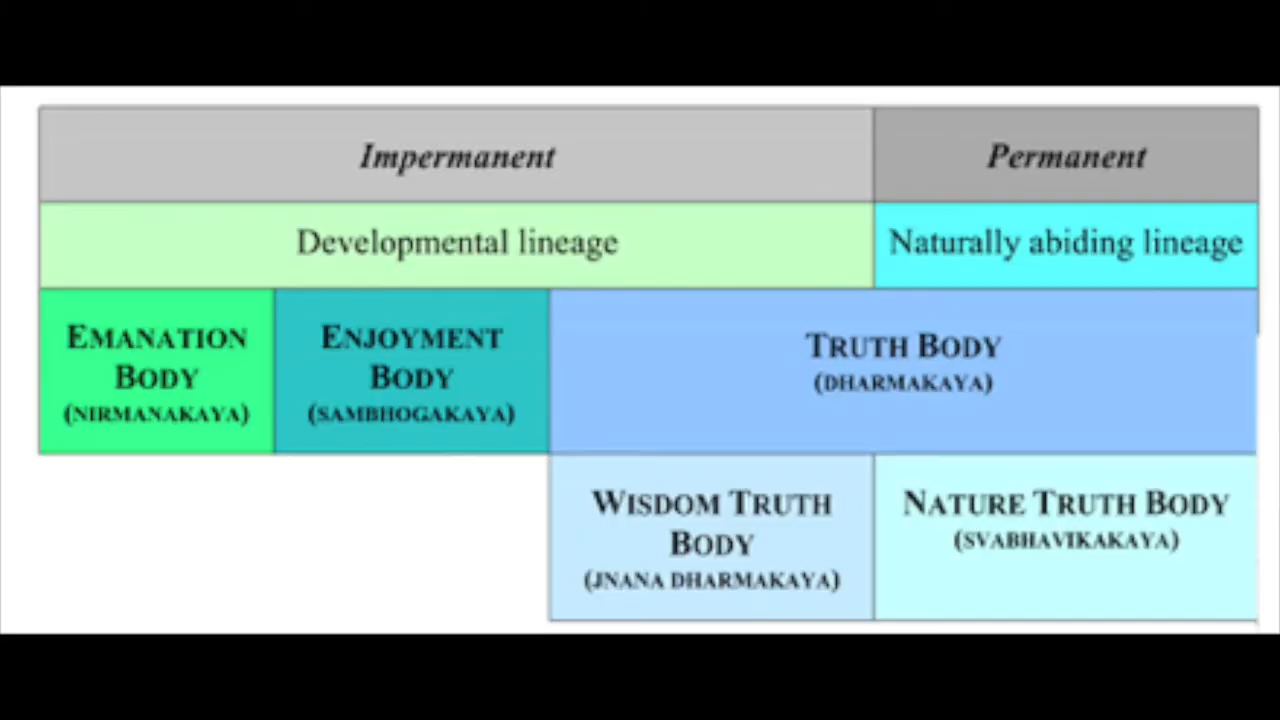 Impermanent
Permanent
Developmental lineage
Naturally abiding lineage
EMANATION
BODY
(NIRMANAKAYA)
ENJOYMENT
BODY
(SAMBHOGAKAYA)
TRUTH BODY
(DHARMAKAYA)
WISDOM TRUTH
BODY
(JNANA DHARMAKAYA)
NATURE TRUTH BODY
(SVABHAVIKAKAYA)